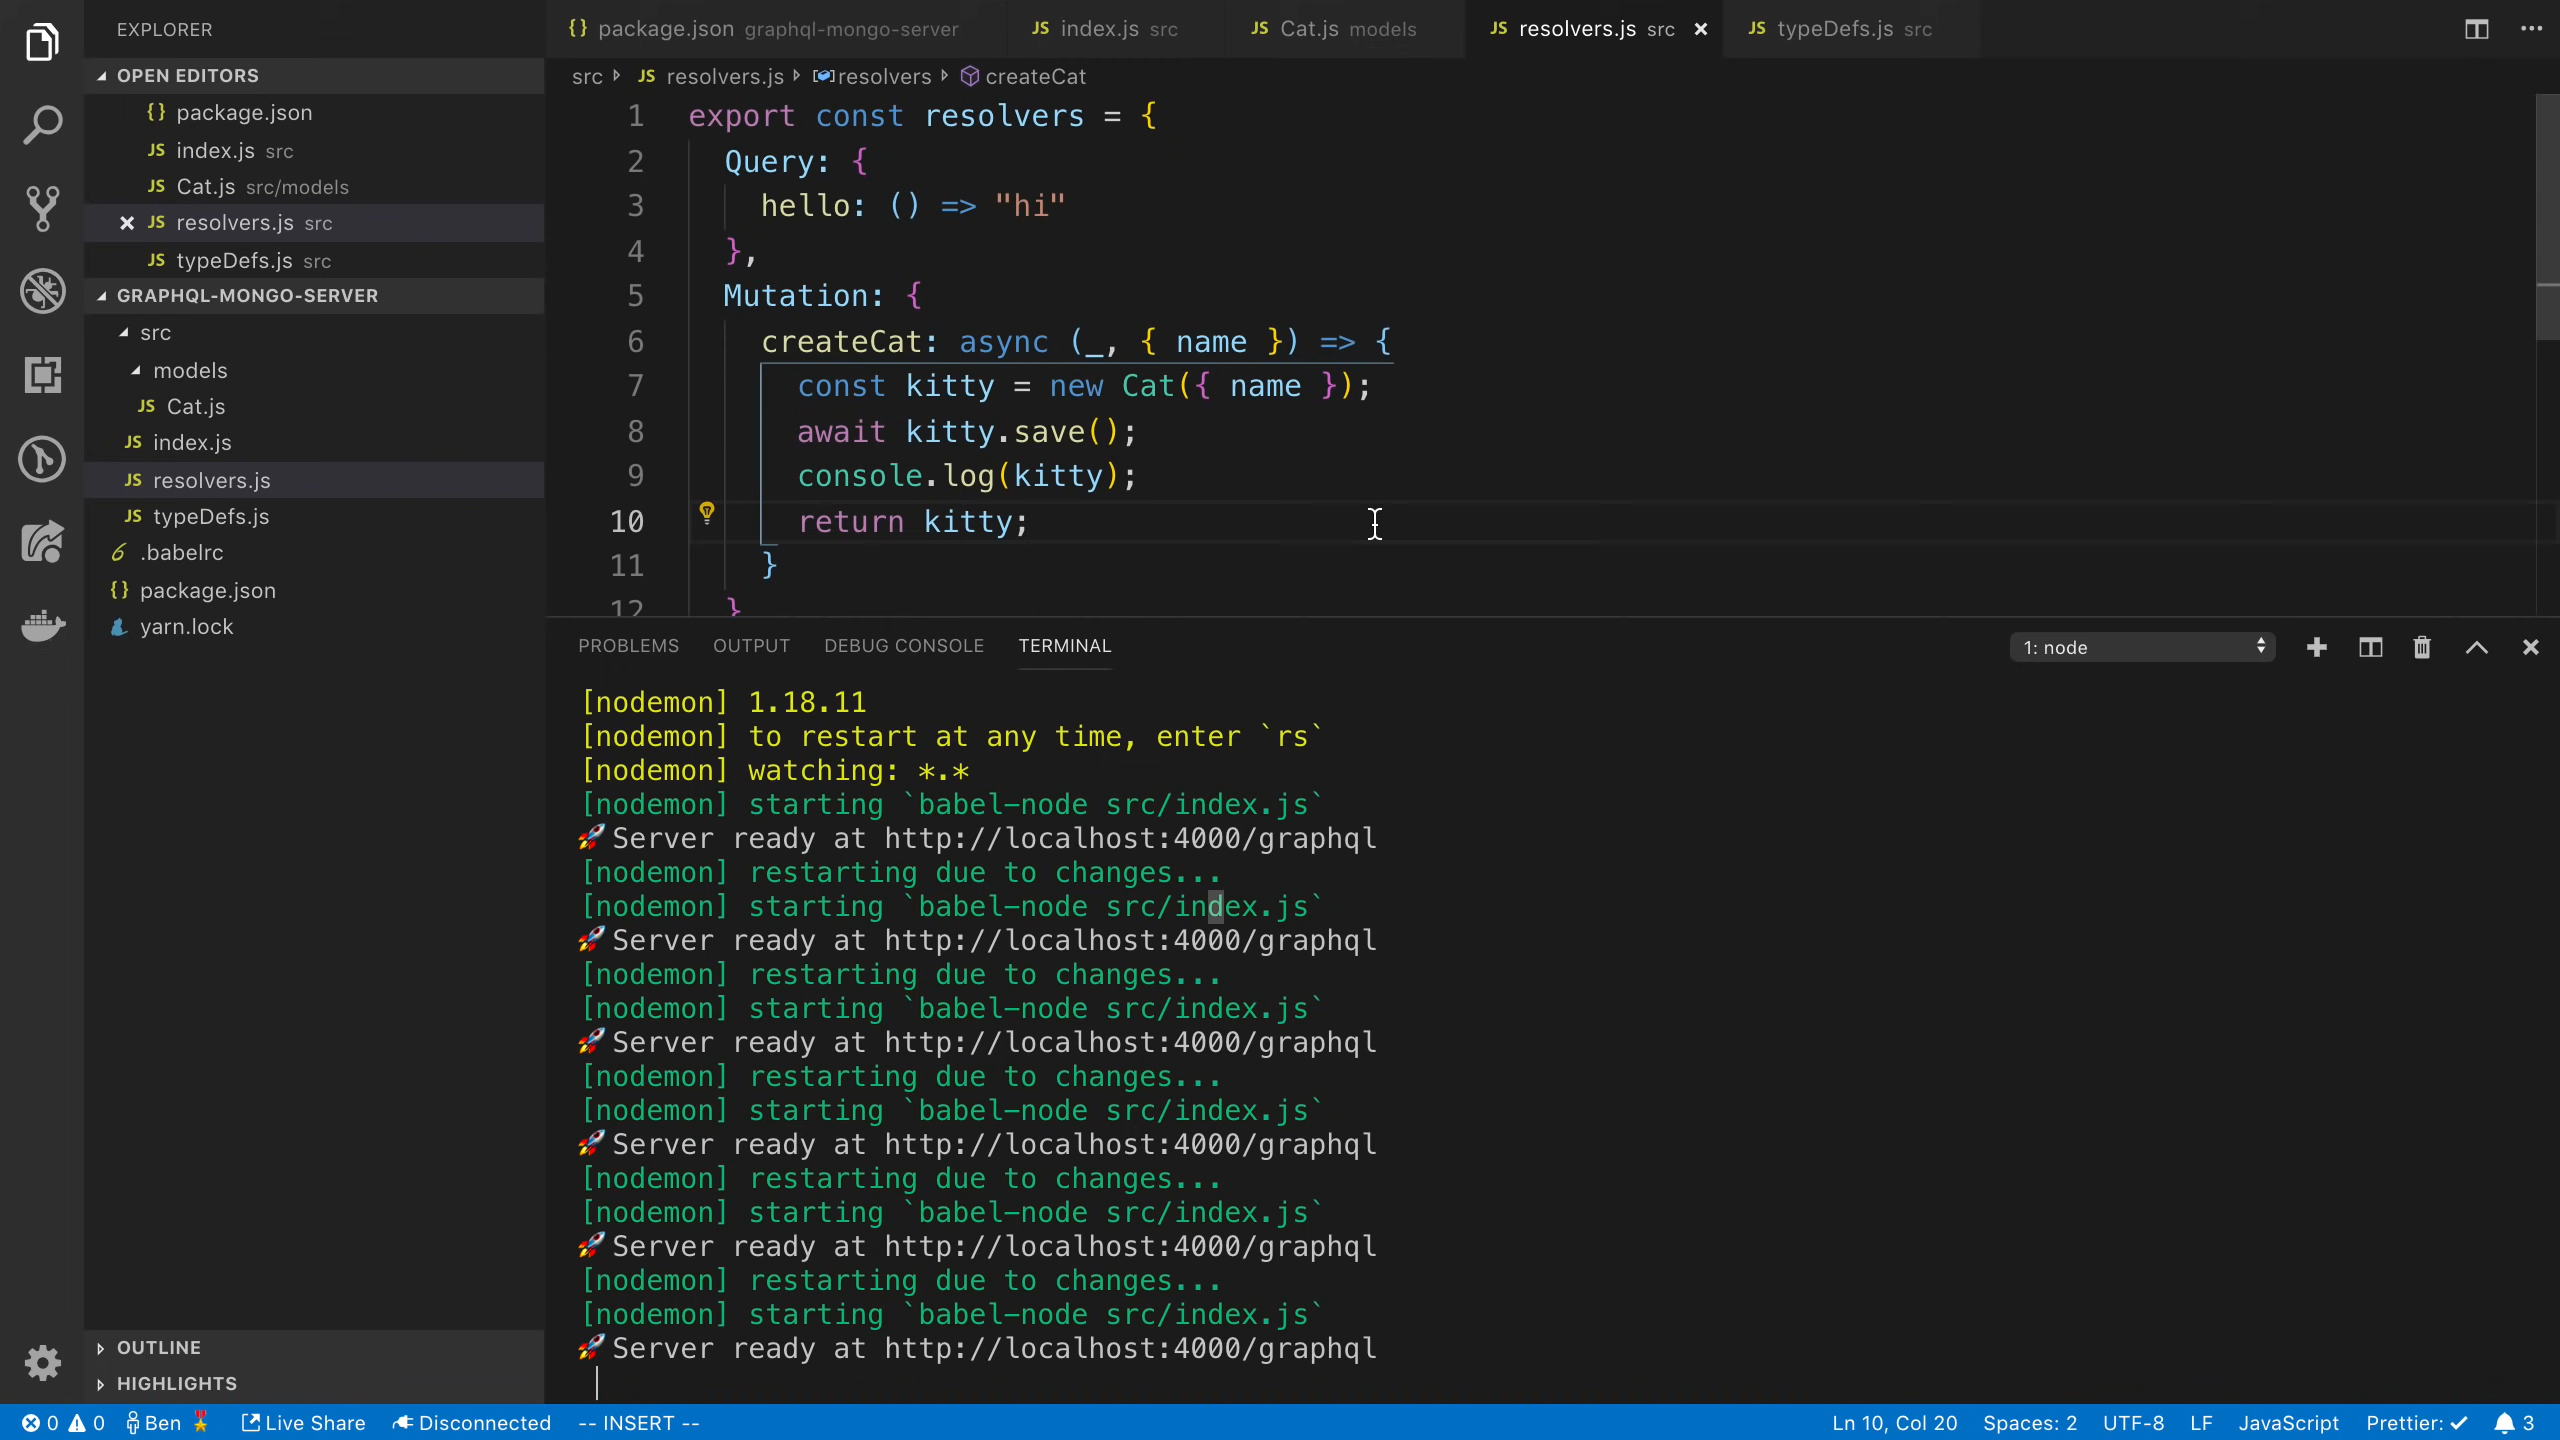 EXPLORER
OPEN EDITORS
{} package.json
JS index.js src
JS Cat.js src/models
JS resolvers.js src
JS typeDefs.js src
GRAPHQL-MONGO-SERVER
src
models
JS Cat.js
JS index.js
JS resolvers.js
JS typeDefs.js
.babelrc
{} package.json
yarn.lock
OUTLINE
HIGHLIGHTS
{} package.json graphql-mongo-server
JS index.js src
JS Cat.js models
JS resolvers.js src
JS typeDefs.js src
src JS resolvers.js resolvers createCat
1 export const resolvers = {
2 Query: {
3 hello: () => "hi"
4 },
5 Mutation: {
6 createCat: async (_, { name }) => {
7 const kitty = new Cat({ name });
8 await kitty.save();
9 console.log(kitty);
10 return kitty;
11 }
12 }
PROBLEMS OUTPUT DEBUG CONSOLE TERMINAL
1: node
[nodemon] 1.18.11
[nodemon] to restart at any time, enter `rs`
[nodemon] watching: *.*
[nodemon] starting `babel-node src/index.js`
🚀 Server ready at http://localhost:4000/graphql
[nodemon] restarting due to changes...
[nodemon] starting `babel-node src/index.js`
🚀 Server ready at http://localhost:4000/graphql
[nodemon] restarting due to changes...
[nodemon] starting `babel-node src/index.js`
🚀 Server ready at http://localhost:4000/graphql
[nodemon] restarting due to changes...
[nodemon] starting `babel-node src/index.js`
🚀 Server ready at http://localhost:4000/graphql
[nodemon] restarting due to changes...
[nodemon] starting `babel-node src/index.js`
🚀 Server ready at http://localhost:4000/graphql
[nodemon] restarting due to changes...
[nodemon] starting `babel-node src/index.js`
🚀 Server ready at http://localhost:4000/graphql
0 0 Ben Live Share Disconnected -- INSERT -- Ln 10, Col 20 Spaces: 2 UTF-8 LF JavaScript Prettier: ✓ 3